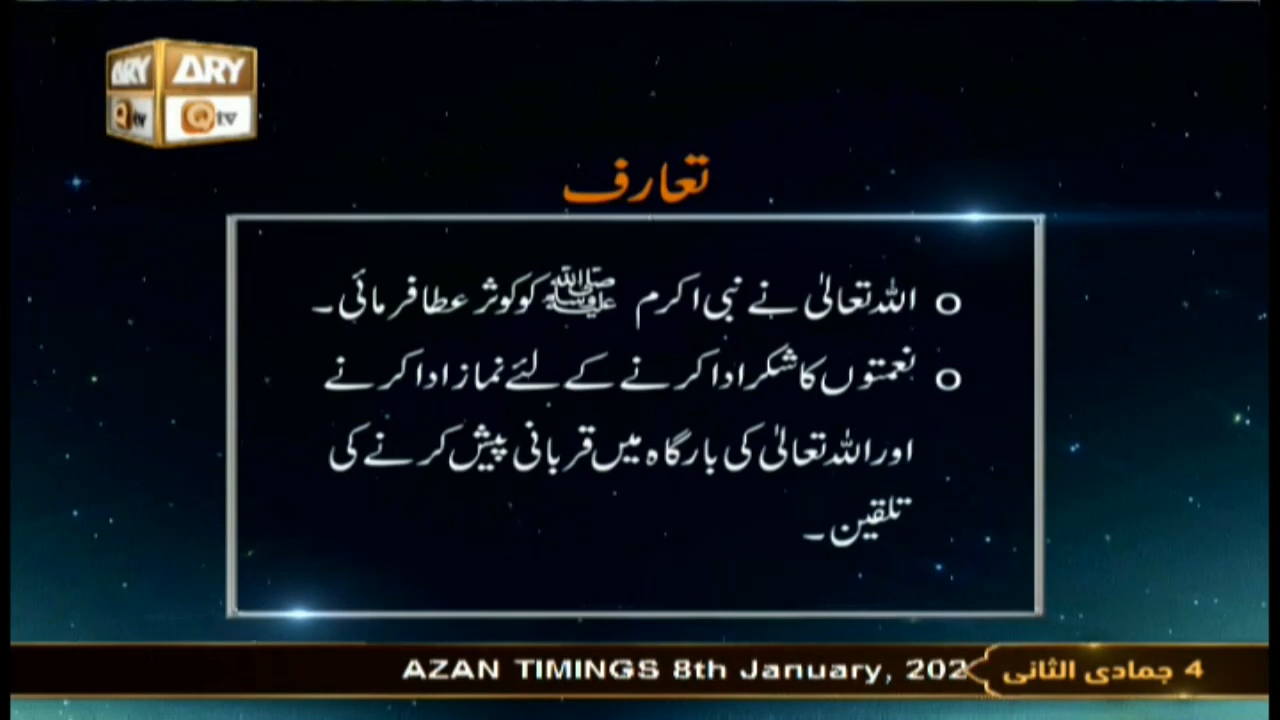 ARY ARY
Q tv Q tv
تعارف
o اللہ تعالیٰ نے نبی اکرم ﷺ کو کوثر عطا فرمائی۔
o نعمتوں کا شکر ادا کرنے کے لئے نماز ادا کرنے
اور اللہ تعالیٰ کی بارگاہ میں قربانی پیش کرنے کی
تلقین۔
AZAN TIMINGS 8th January, 202
4 جمادی الثانی